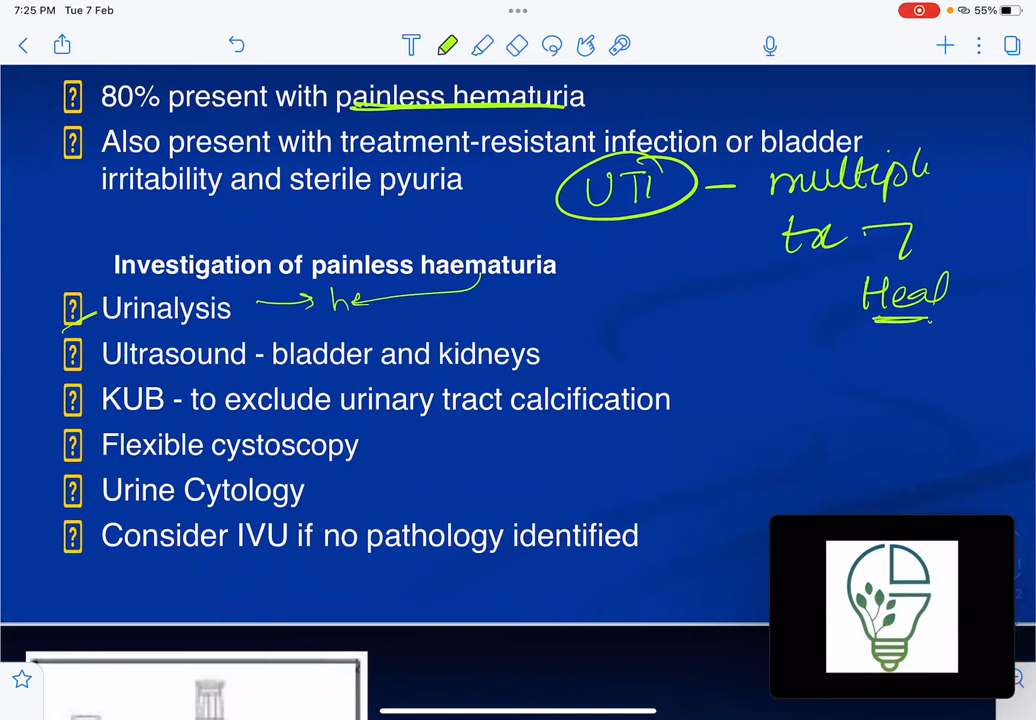 7:25 PM Tue 7 Feb
55%
80% present with painless hematuria
Also present with treatment-resistant infection or bladder
irritability and sterile pyuria
UTI - multiple
tx
Heal
Investigation of painless haematuria
Urinalysis → h
Ultrasound - bladder and kidneys
KUB - to exclude urinary tract calcification
Flexible cystoscopy
Urine Cytology
Consider IVU if no pathology identified